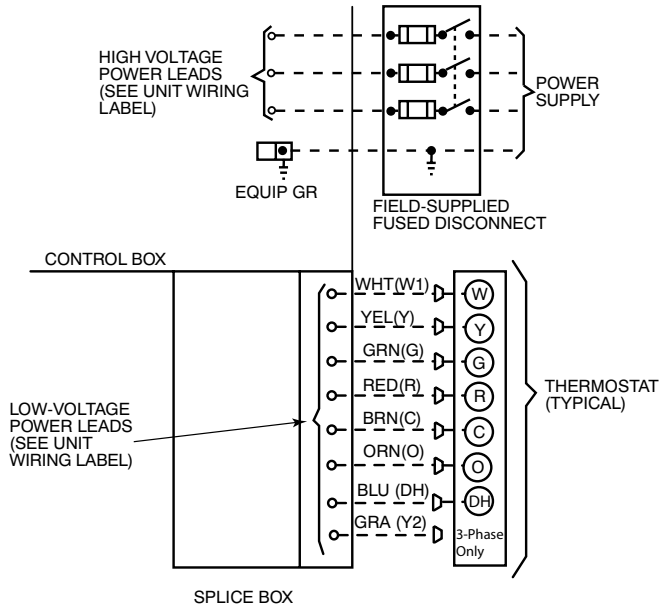 HIGH VOLTAGE
POWER LEADS
(SEE UNIT WIRING
LABEL)
POWER
SUPPLY
EQUIP GR
FIELD-SUPPLIED
FUSED DISCONNECT
CONTROL BOX
WHT(W1)
W
YEL(Y)
Y
GRN(G)
G
RED(R)
R
BRN(C)
C
ORN(O)
O
BLU (DH)
DH
GRA (Y2)
3-Phase
Only
THERMOSTAT
(TYPICAL)
LOW-VOLTAGE
POWER LEADS
(SEE UNIT
WIRING LABEL)
SPLICE BOX